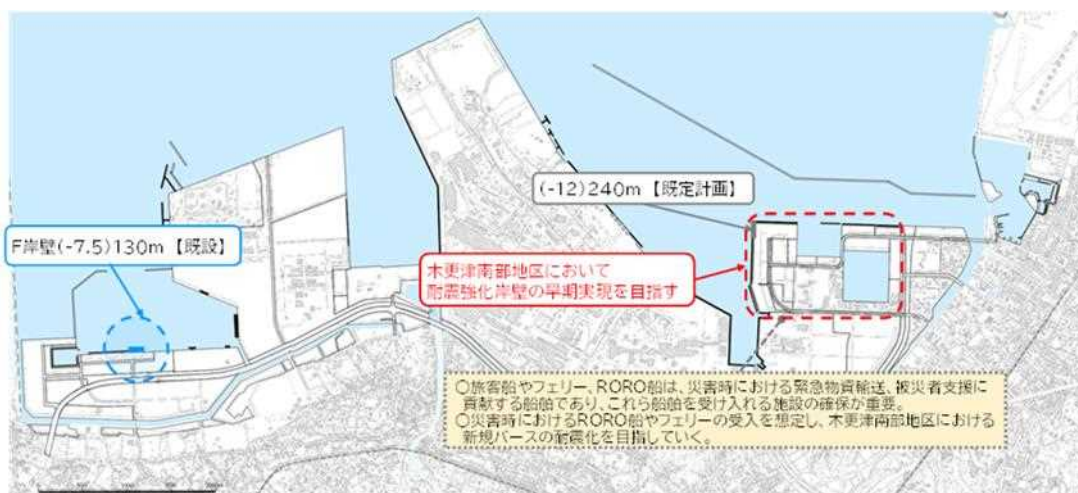 (-12)240m 【既定計画】
F岸壁(-7.5)130m 【既設】
木更津南部地区において
耐震強化岸壁の早期実現を目指す
○旅客船やフェリー、RORO船は、災害時における緊急物資輸送、被災者支援に
貢献する船舶であり、これら船舶を受け入れる施設の確保が重要。
○災害時におけるRORO船やフェリーの受入を想定し、木更津南部地区における
新規バースの耐震化を目指していく。